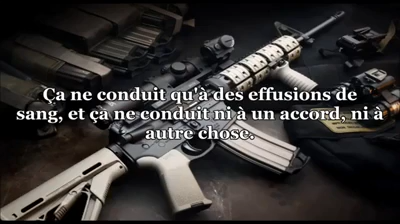 Ça ne conduit qu'à des effusions de
sang, et ça ne conduit ni à un accord, ni à
autre chose.